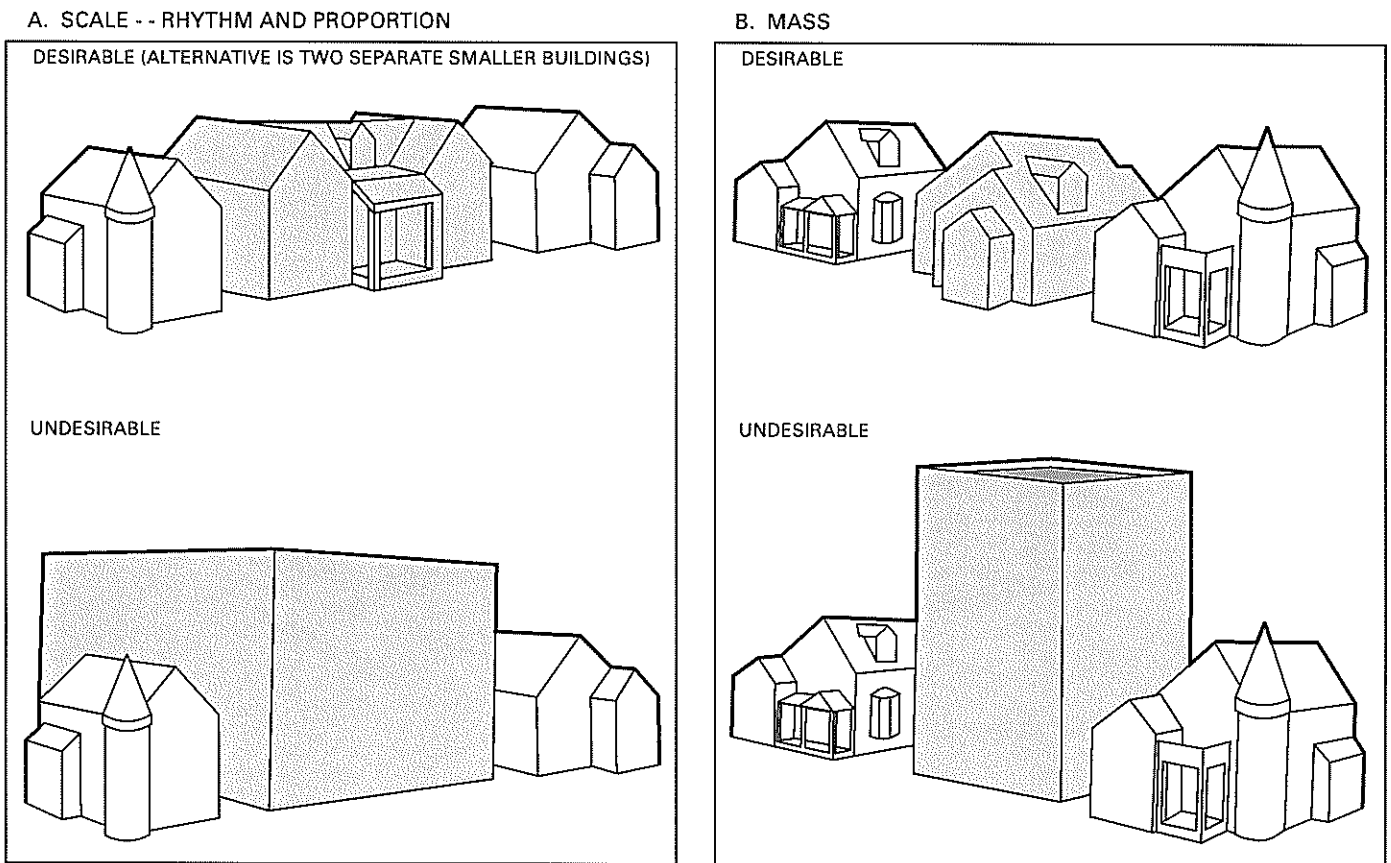 A. SCALE - - RHYTHM AND PROPORTION
DESIRABLE (ALTERNATIVE IS TWO SEPARATE SMALLER BUILDINGS)
UNDESIRABLE
B. MASS
DESIRABLE
UNDESIRABLE